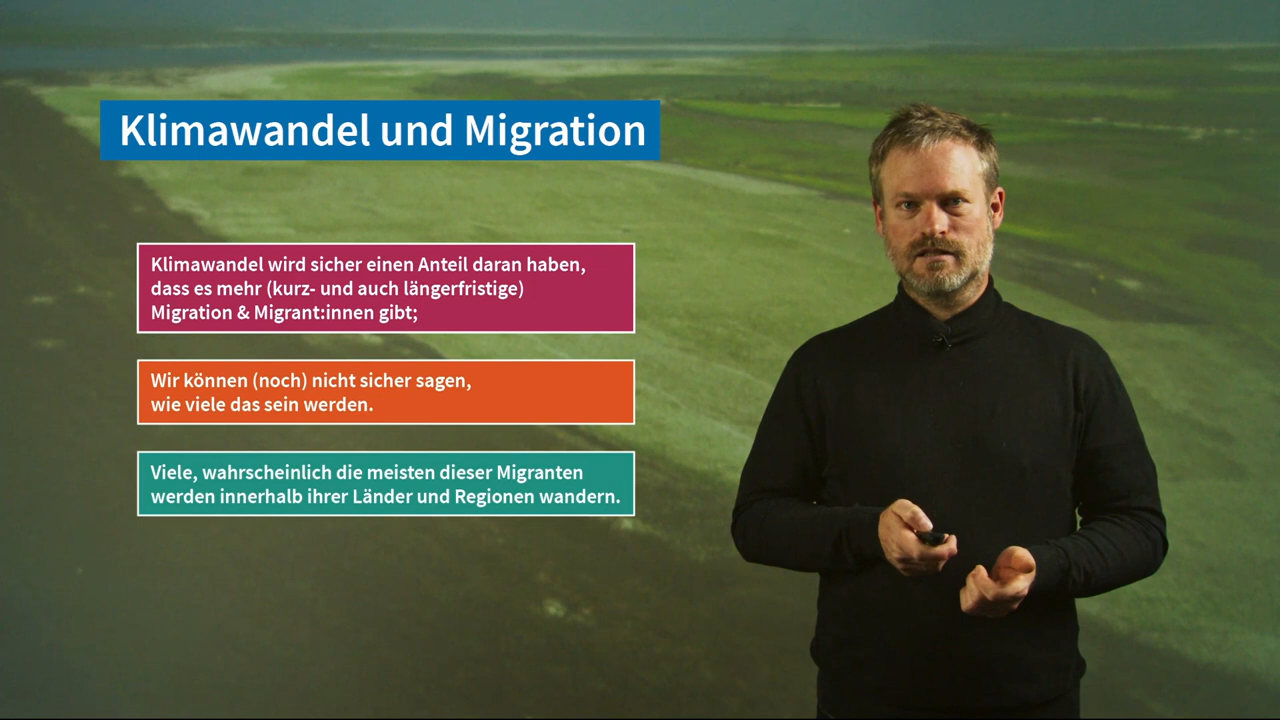 Klimawandel und Migration
Klimawandel wird sicher einen Anteil daran haben,
dass es mehr (kurz- und auch längerfristige)
Migration & Migrant:innen gibt;
Wir können (noch) nicht sicher sagen,
wie viele das sein werden.
Viele, wahrscheinlich die meisten dieser Migranten
werden innerhalb ihrer Länder und Regionen wandern.